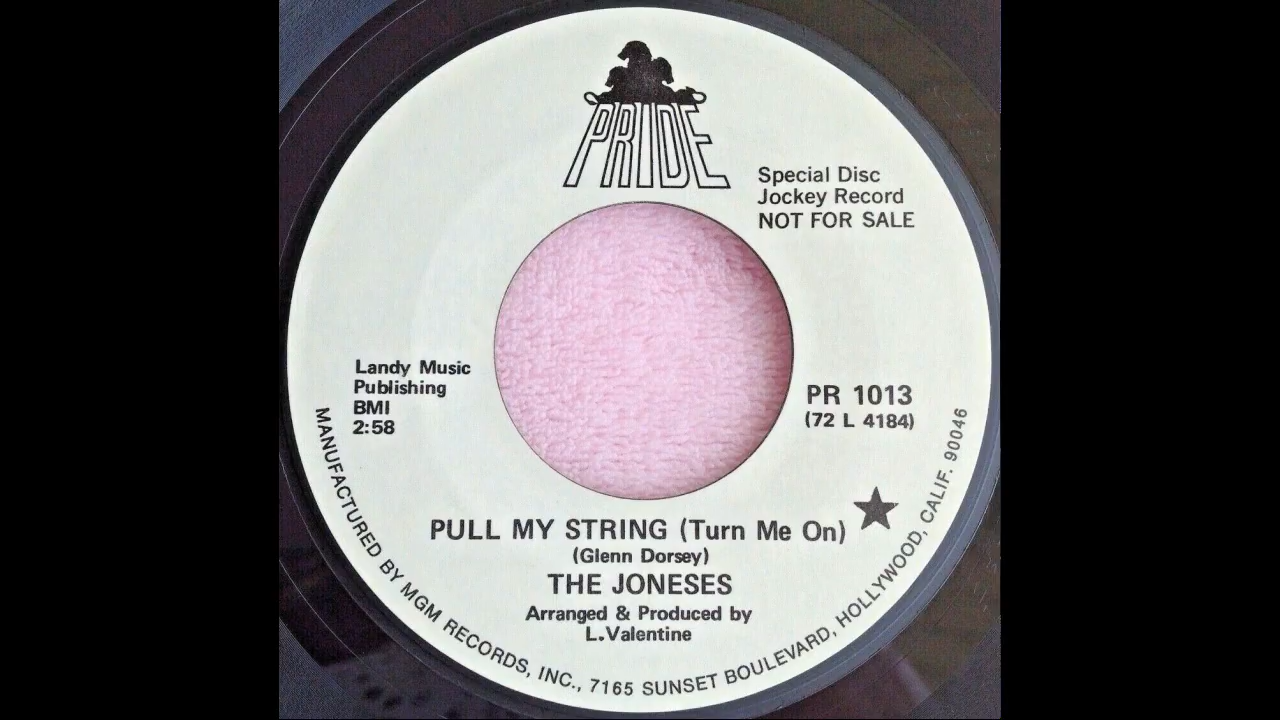 PRIDE
Special Disc
Jockey Record
NOT FOR SALE
Landy Music
Publishing
BMI
2:58
PR 1013
(72 L 4184)
PULL MY STRING (Turn Me On)
(Glenn Dorsey)
THE JONESES
Arranged & Produced by
L.Valentine
MANUFACTURED BY MGM RECORDS, INC., 7165 SUNSET BOULEVARD, HOLLYWOOD, CALIF. 90046